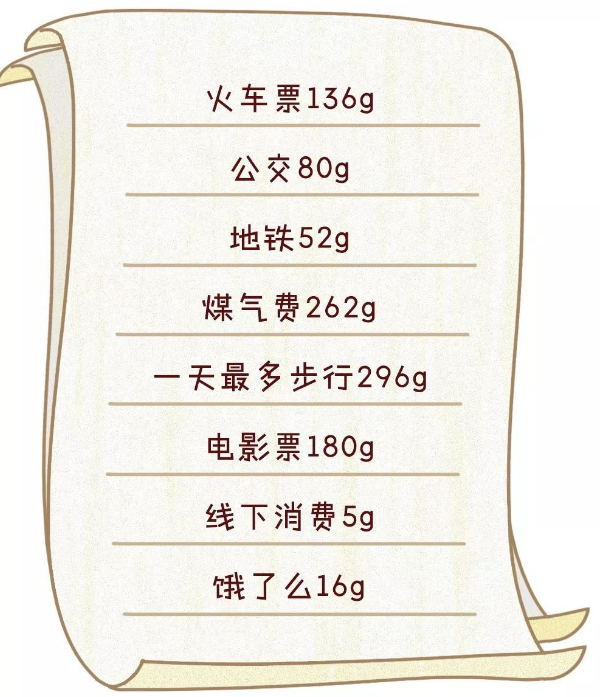 火车票136g
公交80g
地铁52g
煤气费262g
一天最多步行296g
电影票180g
线下消费5g
饿了么16g